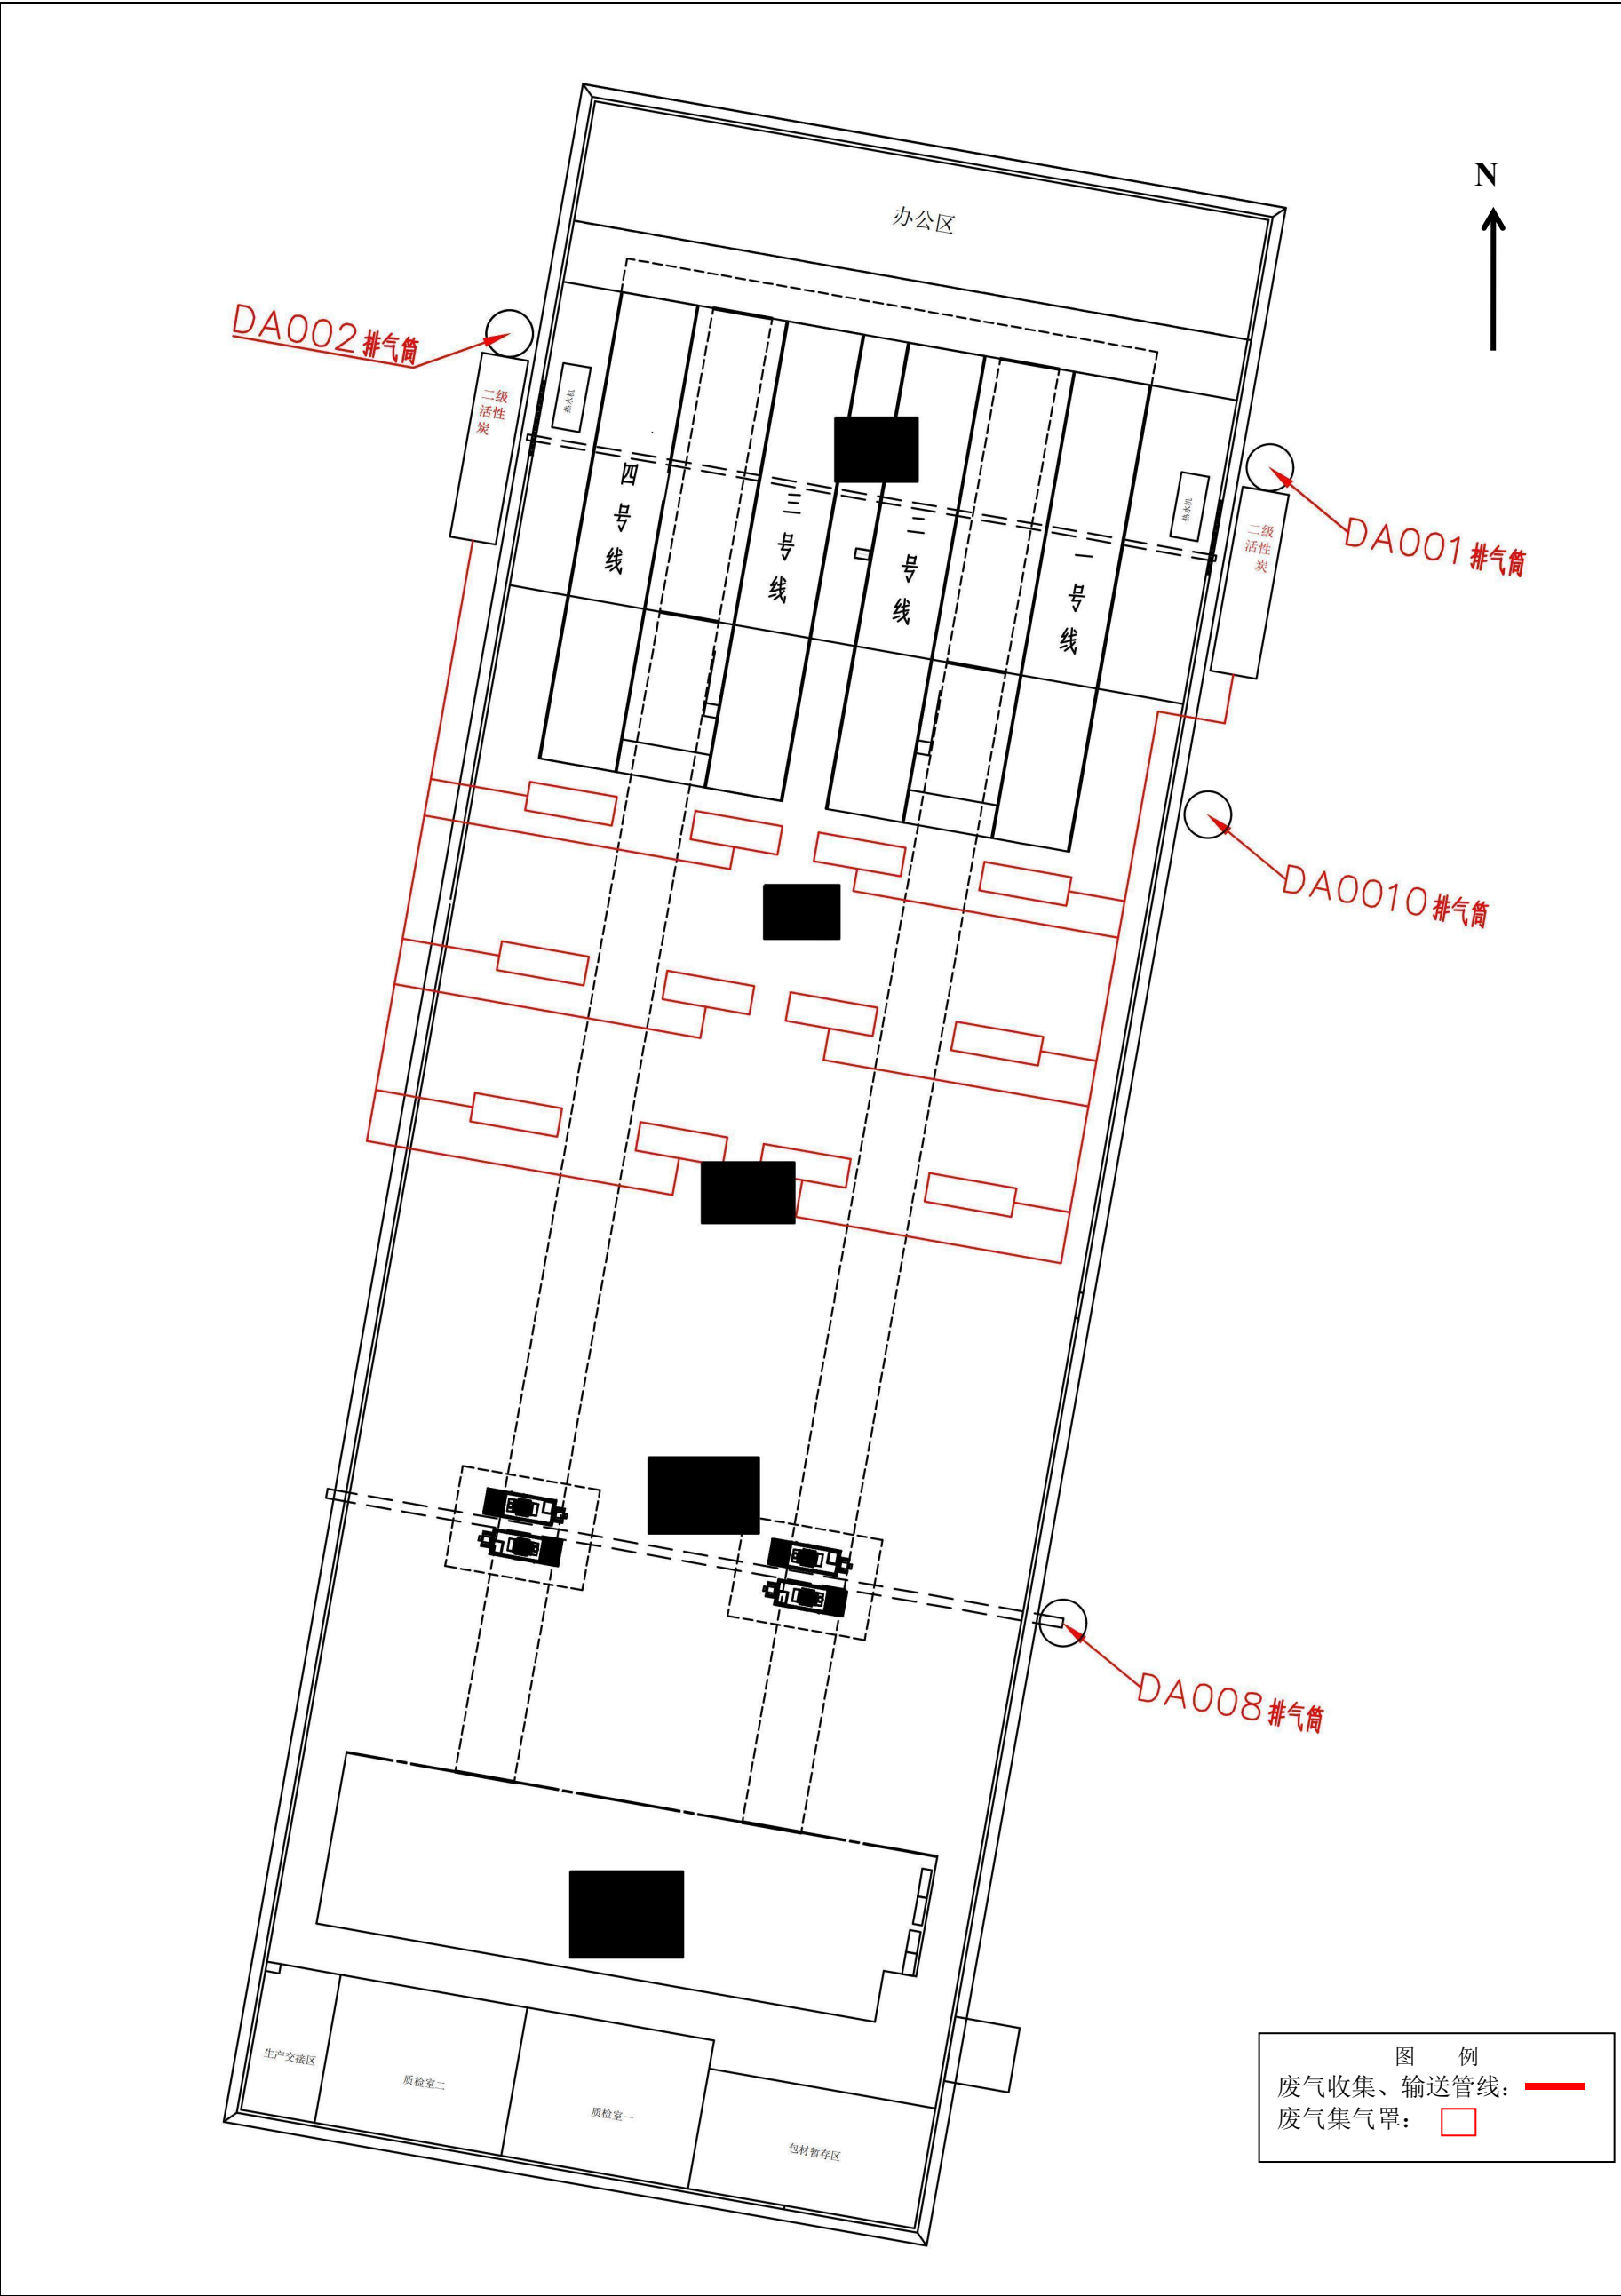 N
办公区
DA002排气筒
二级
活性
炭
热水机
四号线
三号线
二号线
一号线
热水机
二级
活性
炭
DA001排气筒
DA0010排气筒
DA008排气筒
生产交接区
质检室二
质检室一
包材暂存区
图 例
废气收集、输送管线：
废气集气罩：